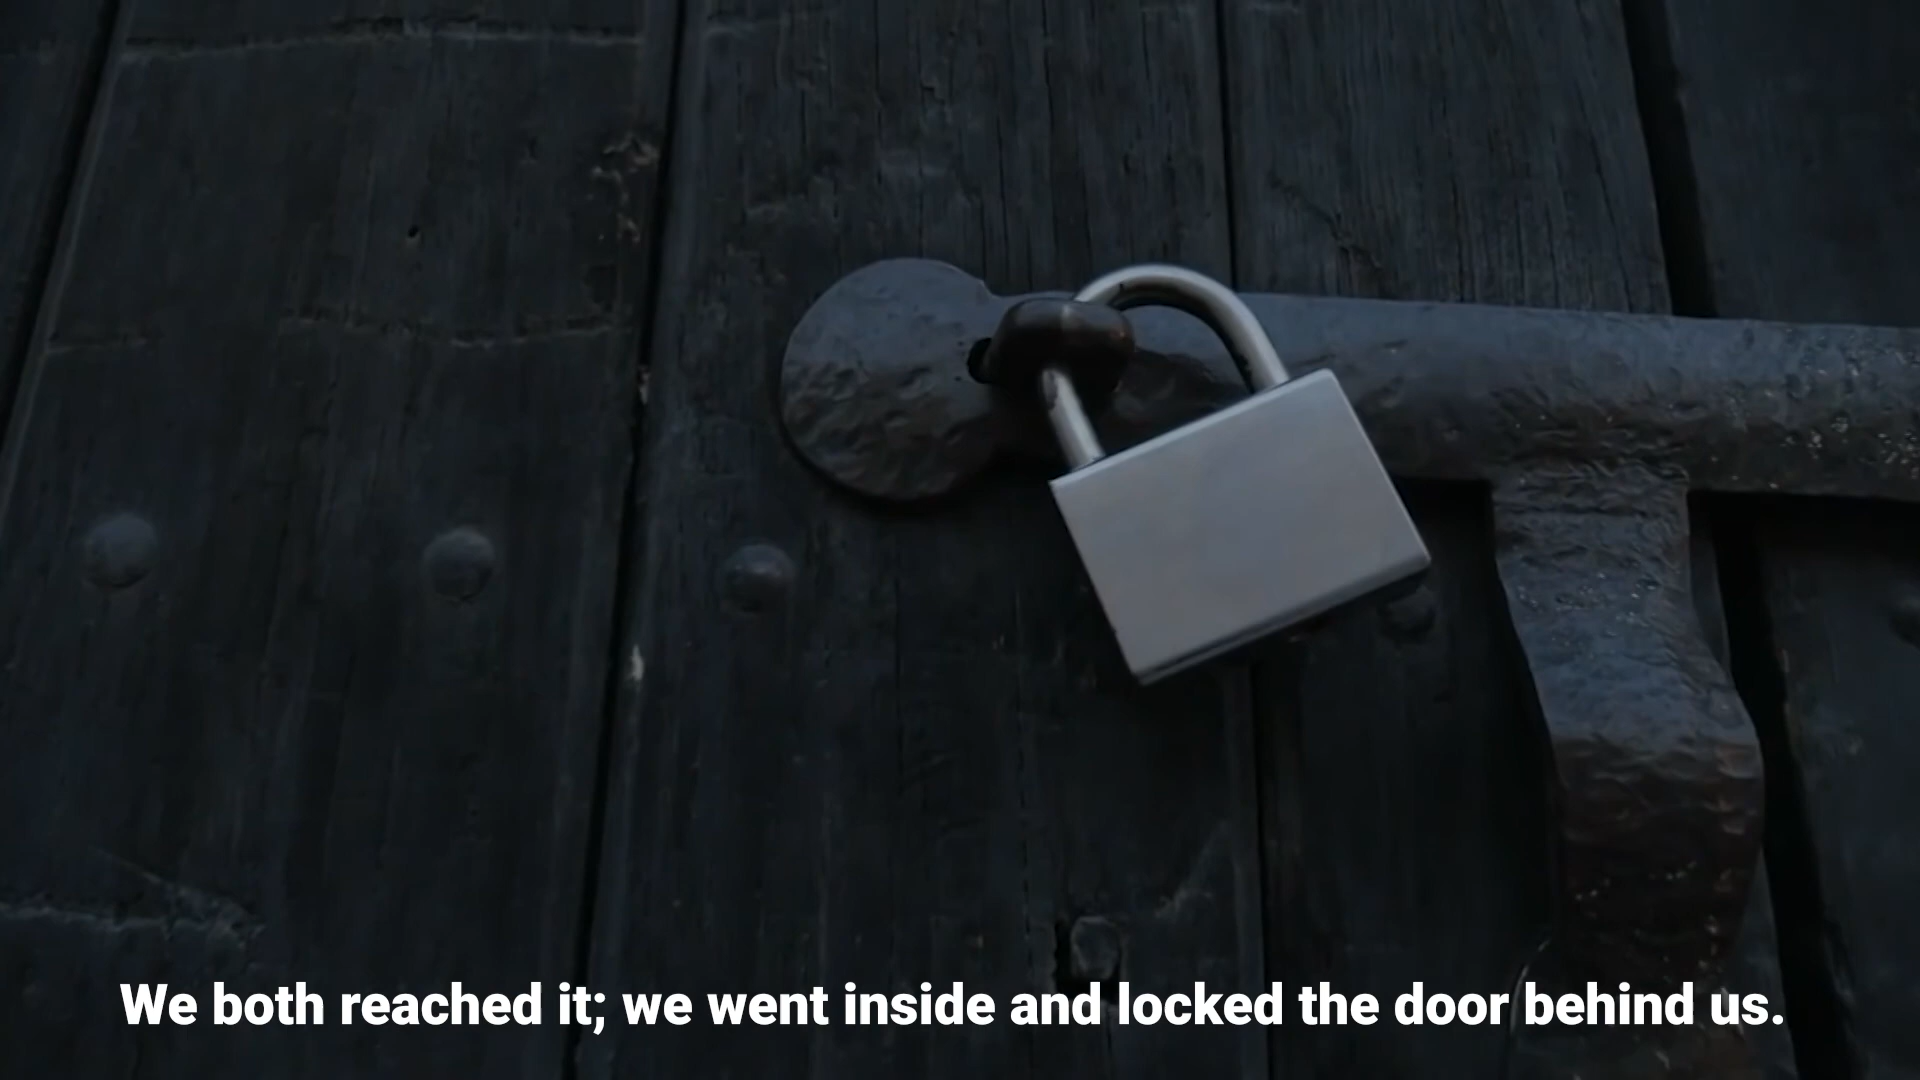 We both reached it; we went inside and locked the door behind us.